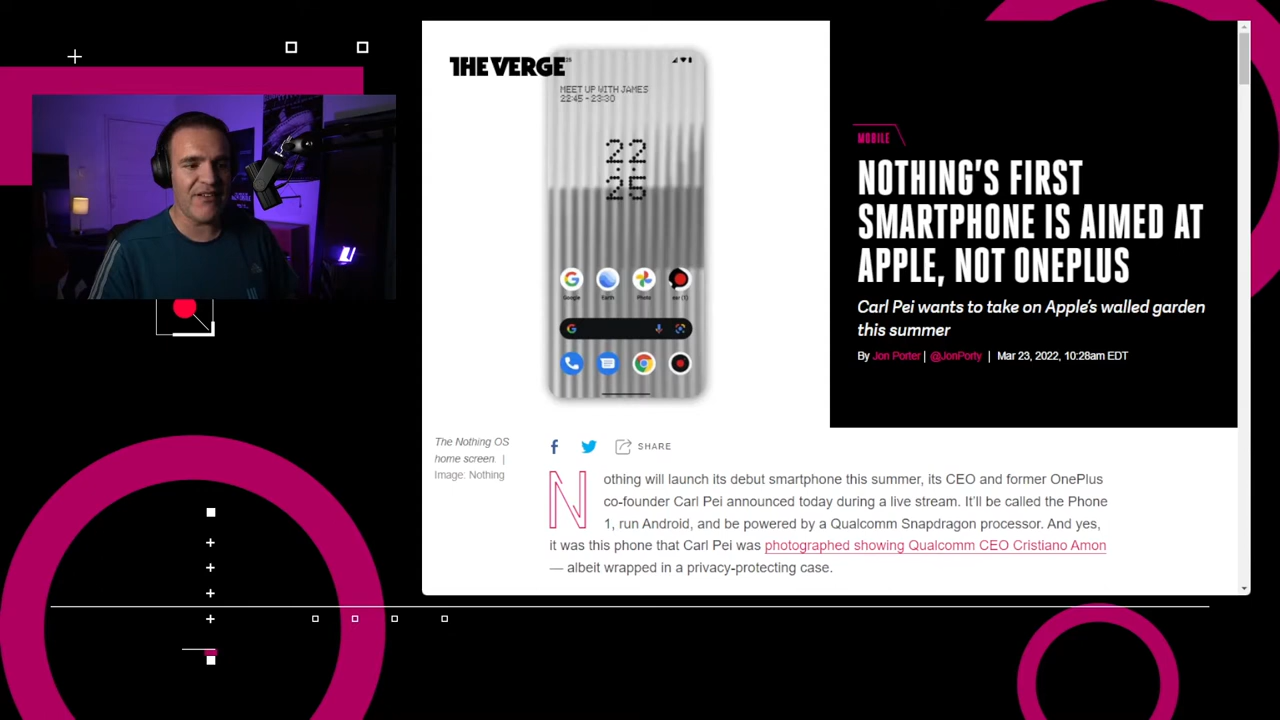 THE VERGE
MEET UP WITH JAMES
22:45 - 23:30
22
25
Google
Earth
Photo
ear (1)
MOBILE
NOTHING'S FIRST
SMARTPHONE IS AIMED AT
APPLE, NOT ONEPLUS
Carl Pei wants to take on Apple's walled garden
this summer
By Jon Porter | @JonPorty | Mar 23, 2022, 10:28am EDT
The Nothing OS
home screen. |
Image: Nothing
SHARE
Nothing will launch its debut smartphone this summer, its CEO and former OnePlus
co-founder Carl Pei announced today during a live stream. It'll be called the Phone
1, run Android, and be powered by a Qualcomm Snapdragon processor. And yes,
it was this phone that Carl Pei was photographed showing Qualcomm CEO Cristiano Amon
— albeit wrapped in a privacy-protecting case.